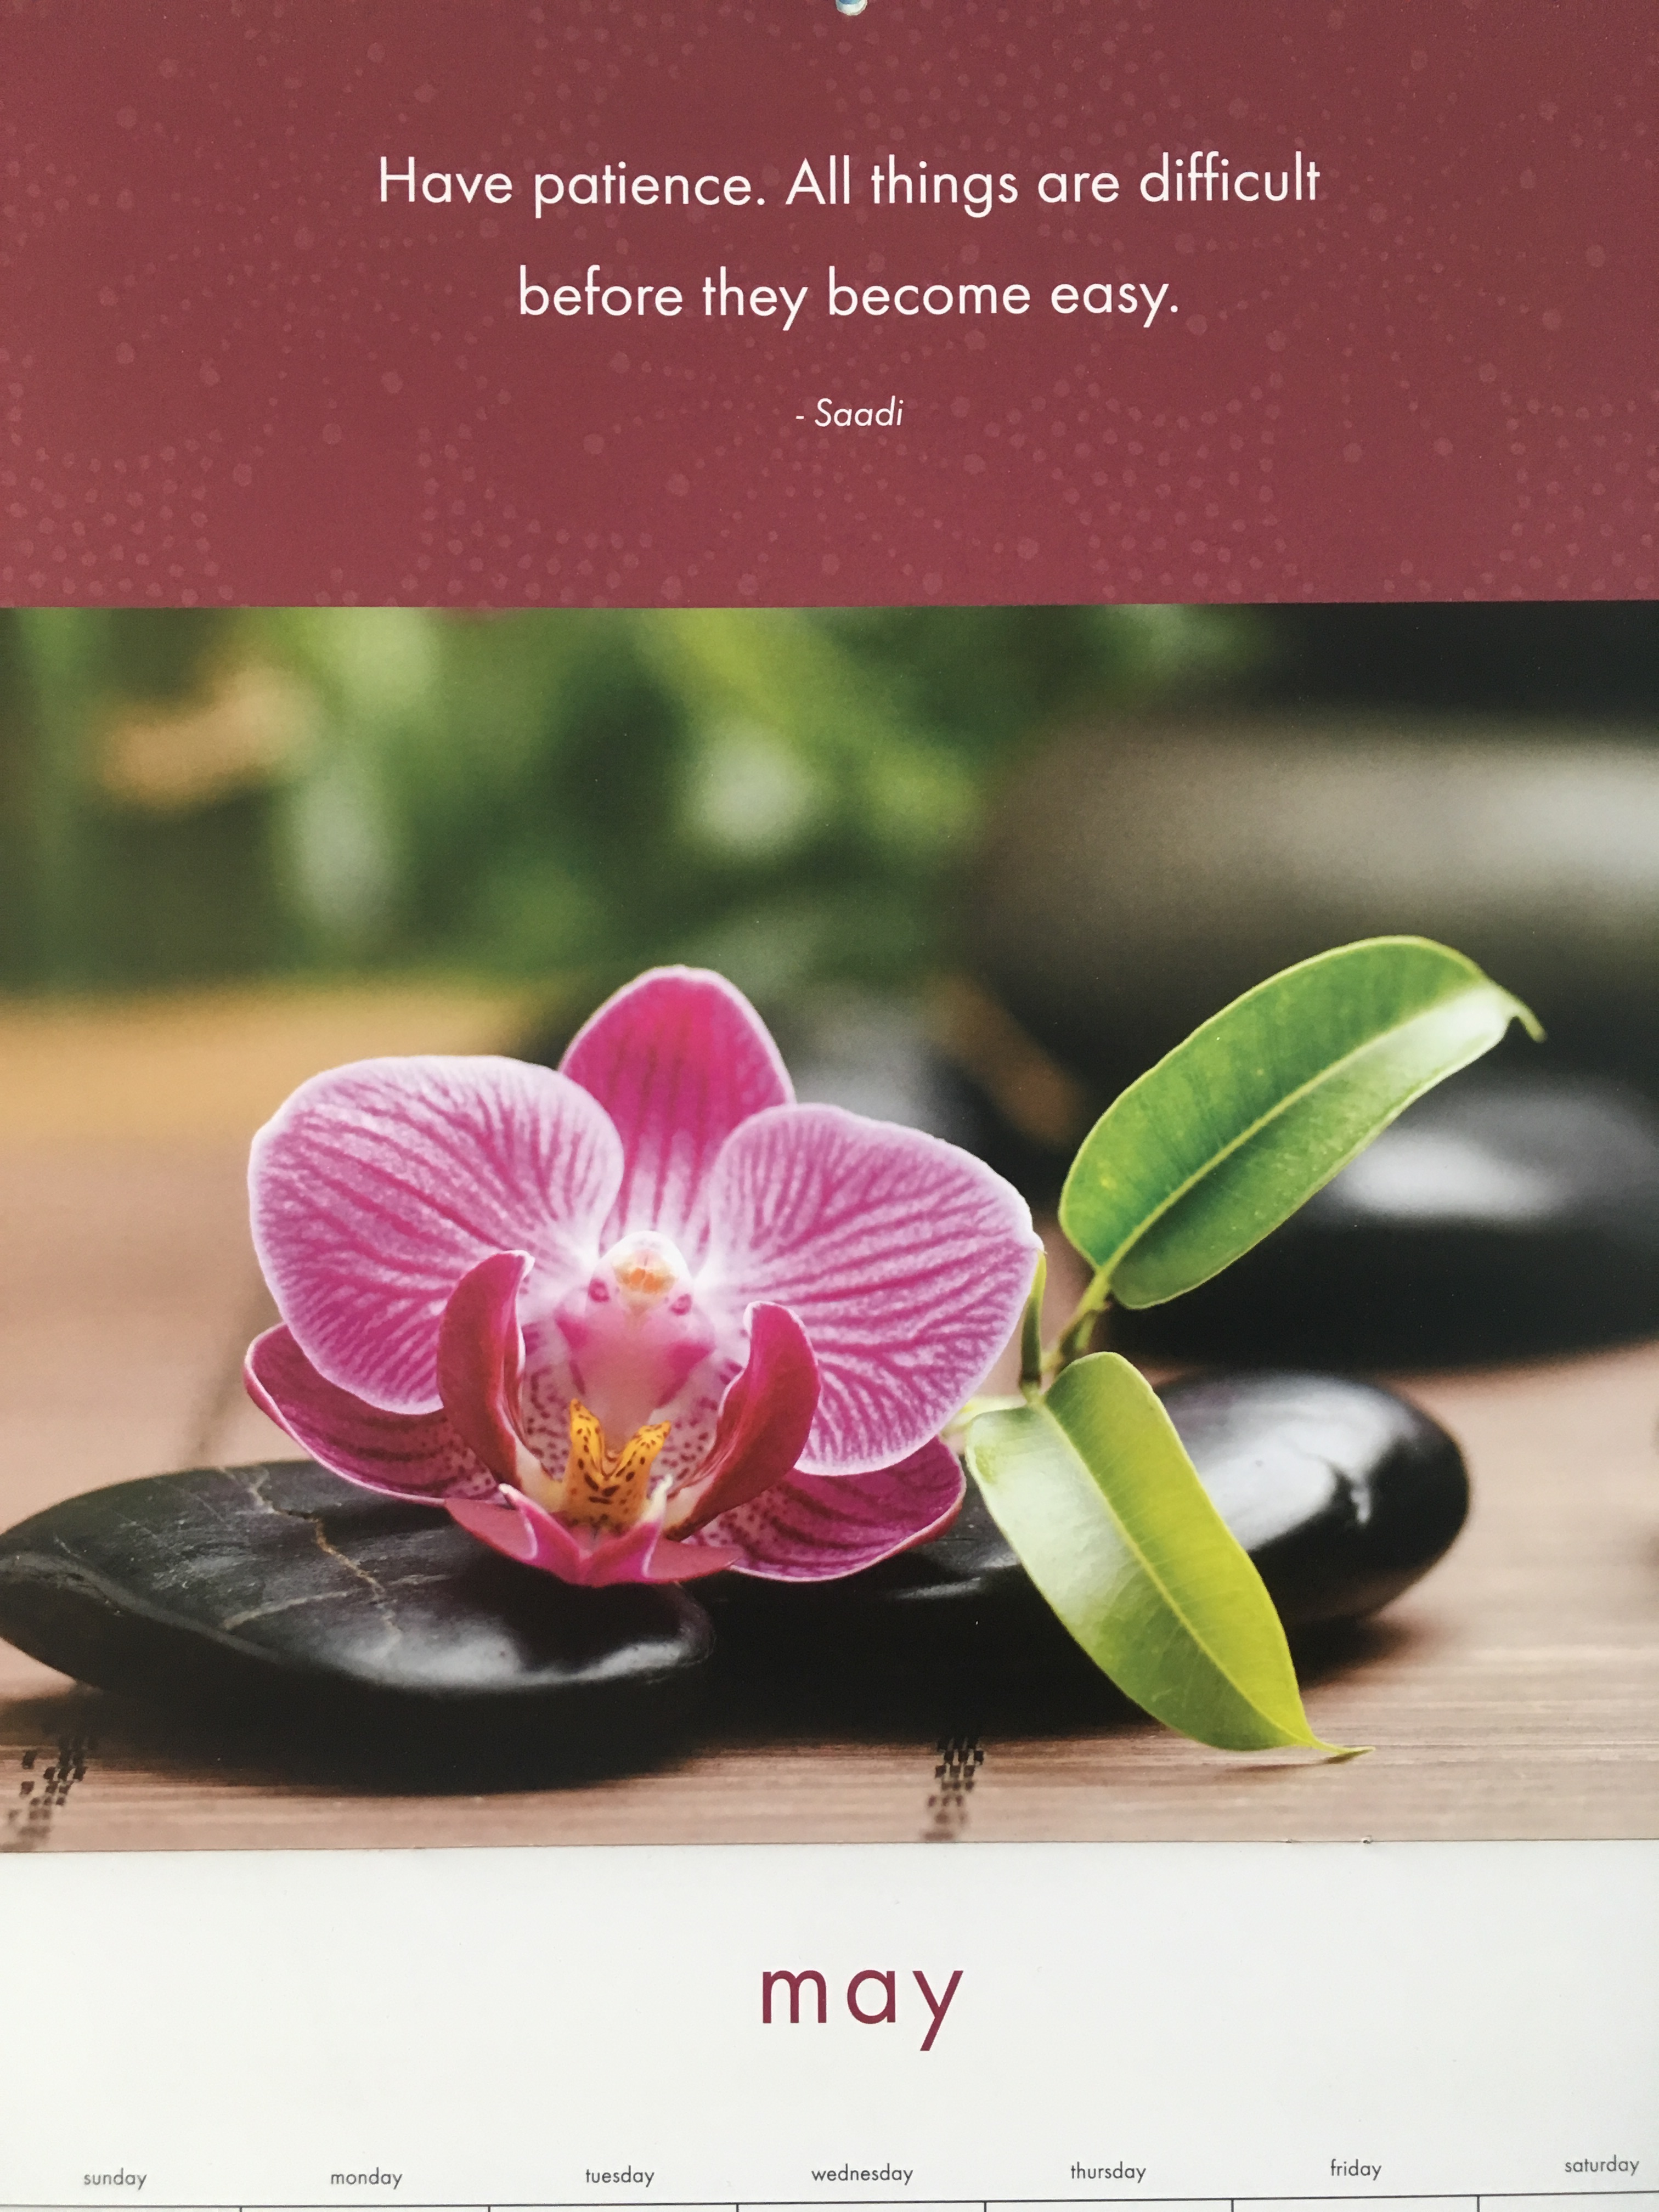 Have patience. All things are difficult
before they become easy.
- Saadi
may
sunday monday tuesday wednesday thursday friday saturday